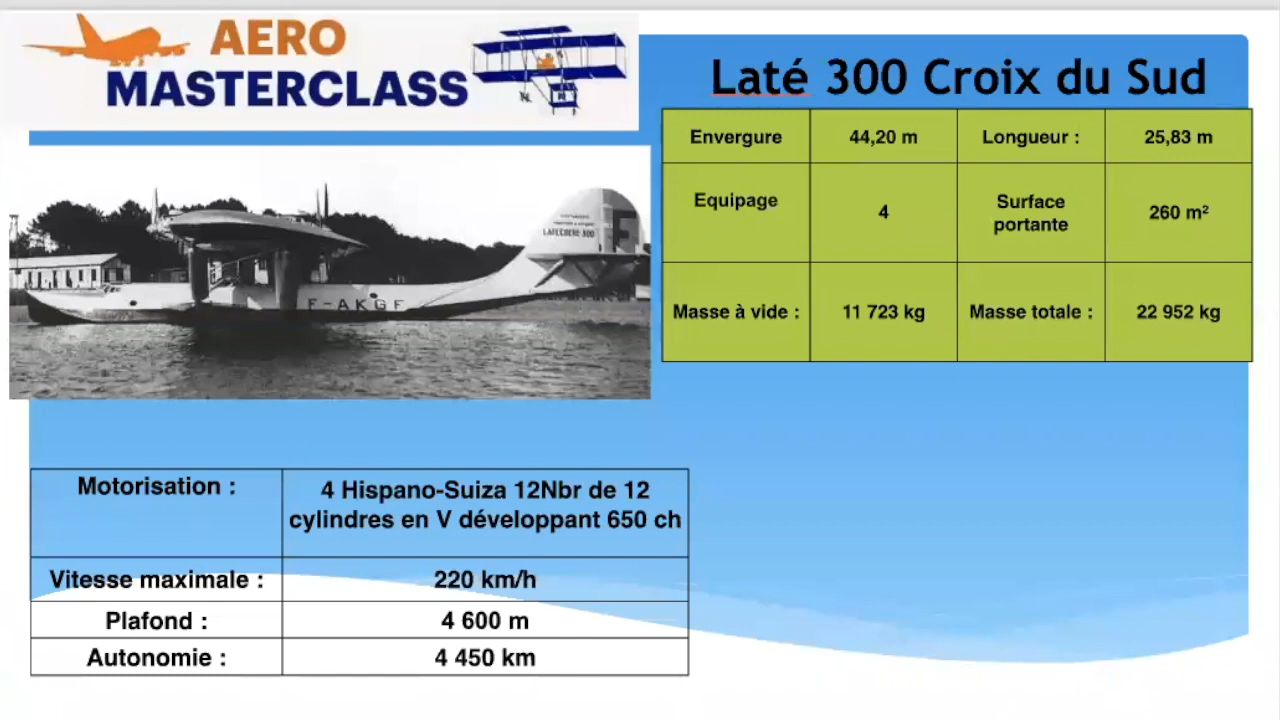 AERO
MASTERCLASS
Laté 300 Croix du Sud
Envergure
44,20 m
Longueur :
25,83 m
Equipage
4
Surface
portante
260 m²
Masse à vide :
11 723 kg
Masse totale :
22 952 kg
LATECOERE 300
F
F-AKGF
Motorisation :
4 Hispano-Suiza 12Nbr de 12
cylindres en V développant 650 ch
Vitesse maximale :
220 km/h
Plafond :
4 600 m
Autonomie :
4 450 km